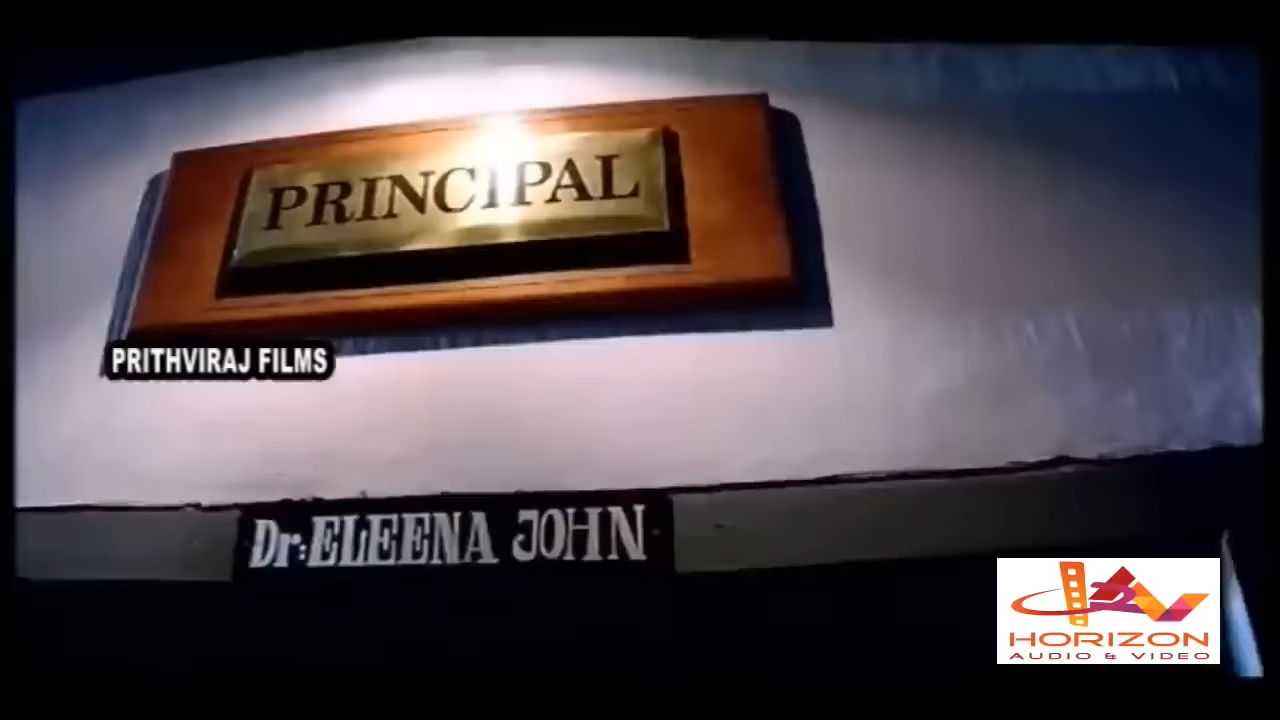 PRINCIPAL
PRITHVIRAJ FILMS
Dr:ELEENA JOHN
HORIZON
AUDIO & VIDEO